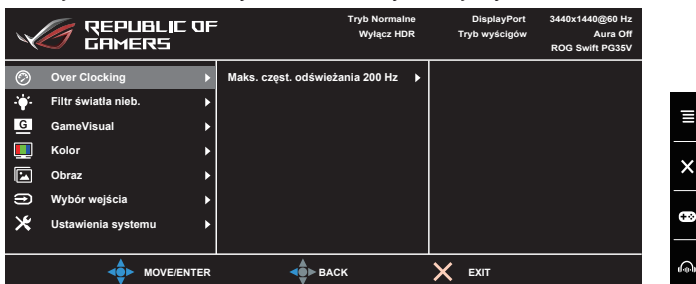 REPUBLIC OF
GAMERS
Tryb Normalne
Wyłącz HDR
DisplayPort
Tryb wyścigów
3440x1440@60 Hz
Aura Off
ROG Swift PG35V
Over Clocking
Maks. częst. odświeżania 200 Hz
Filtr światła nieb.
G
GameVisual
Kolor
Obraz
Wybór wejścia
Ustawienia systemu
MOVE/ENTER
BACK
EXIT